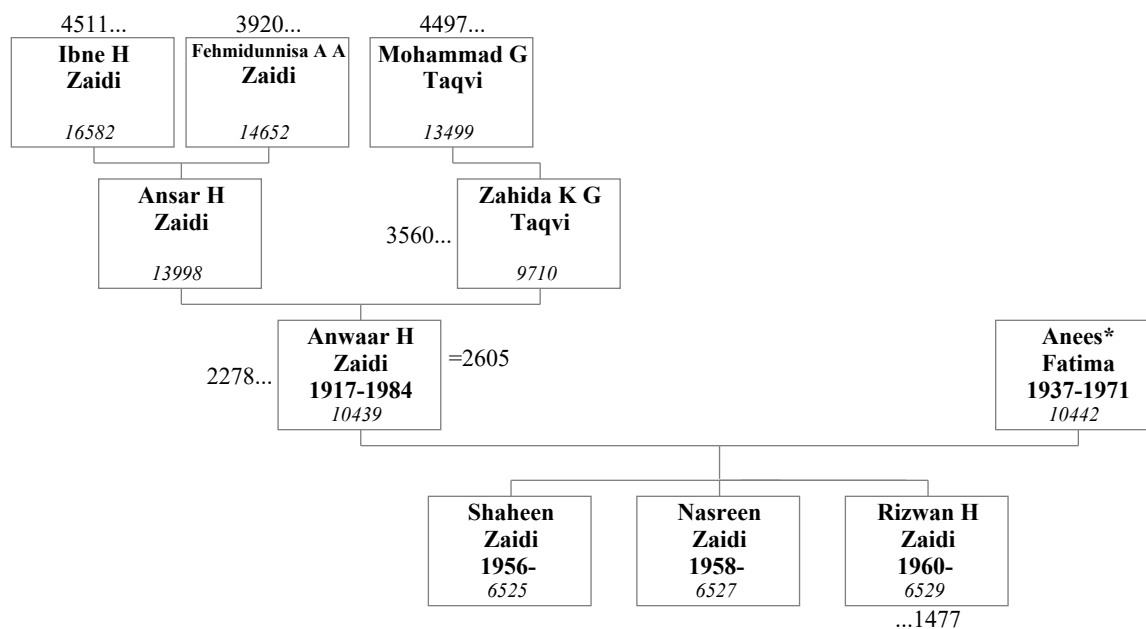 4511...
3920...
4497...
Ibne H
Zaidi
16582
Fehmidunnisa A A
Zaidi
14652
Mohammad G
Taqvi
13499
Ansar H
Zaidi
13998
3560...
Zahida K G
Taqvi
9710
2278...
Anwaar H
Zaidi
1917-1984
10439
=2605
Anees*
Fatima
1937-1971
10442
Shaheen
Zaidi
1956-
6525
Nasreen
Zaidi
1958-
6527
Rizwan H
Zaidi
1960-
6529
...1477